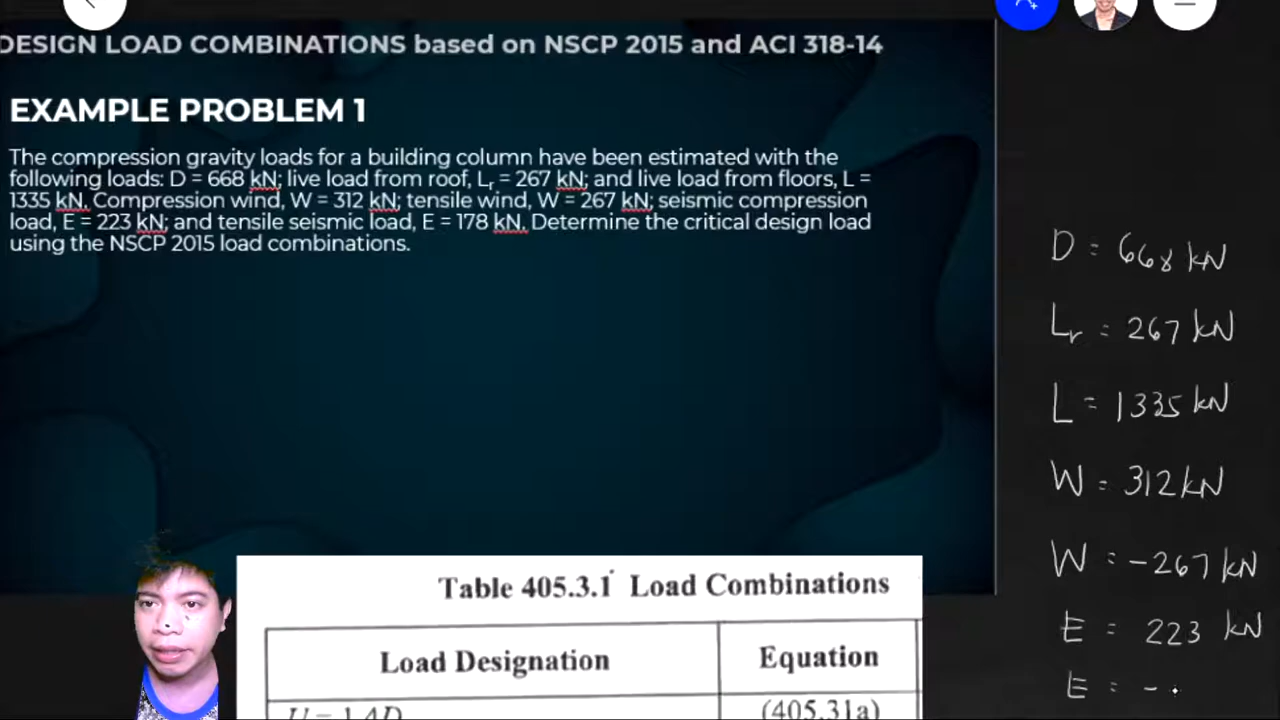 DESIGN LOAD COMBINATIONS based on NSCP 2015 and ACI 318-14
EXAMPLE PROBLEM 1
The compression gravity loads for a building column have been estimated with the
following loads: D = 668 kN; live load from roof, Lr = 267 kN; and live load from floors, L =
1335 kN. Compression wind, W = 312 kN; tensile wind, W = 267 kN; seismic compression
load, E = 223 kN; and tensile seismic load, E = 178 kN. Determine the critical design load
using the NSCP 2015 load combinations.
D = 668 kN
Lr = 267 kN
L = 1335 kN
W = 312 kN
W = -267 kN
E = 223 kN
E = -
Table 405.3.1 Load Combinations
Load Designation
Equation
U = 1.4D
(405.31a)